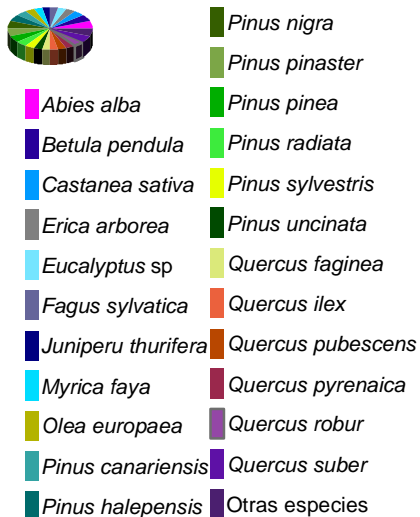 Abies alba
Betula pendula
Castanea sativa
Erica arborea
Eucalyptus sp
Fagus sylvatica
Juniperu thurifera
Myrica faya
Olea europaea
Pinus canariensis
Pinus halepensis
Pinus nigra
Pinus pinaster
Pinus pinea
Pinus radiata
Pinus sylvestris
Pinus uncinata
Quercus faginea
Quercus ilex
Quercus pubescens
Quercus pyrenaica
Quercus robur
Quercus suber
Otras especies